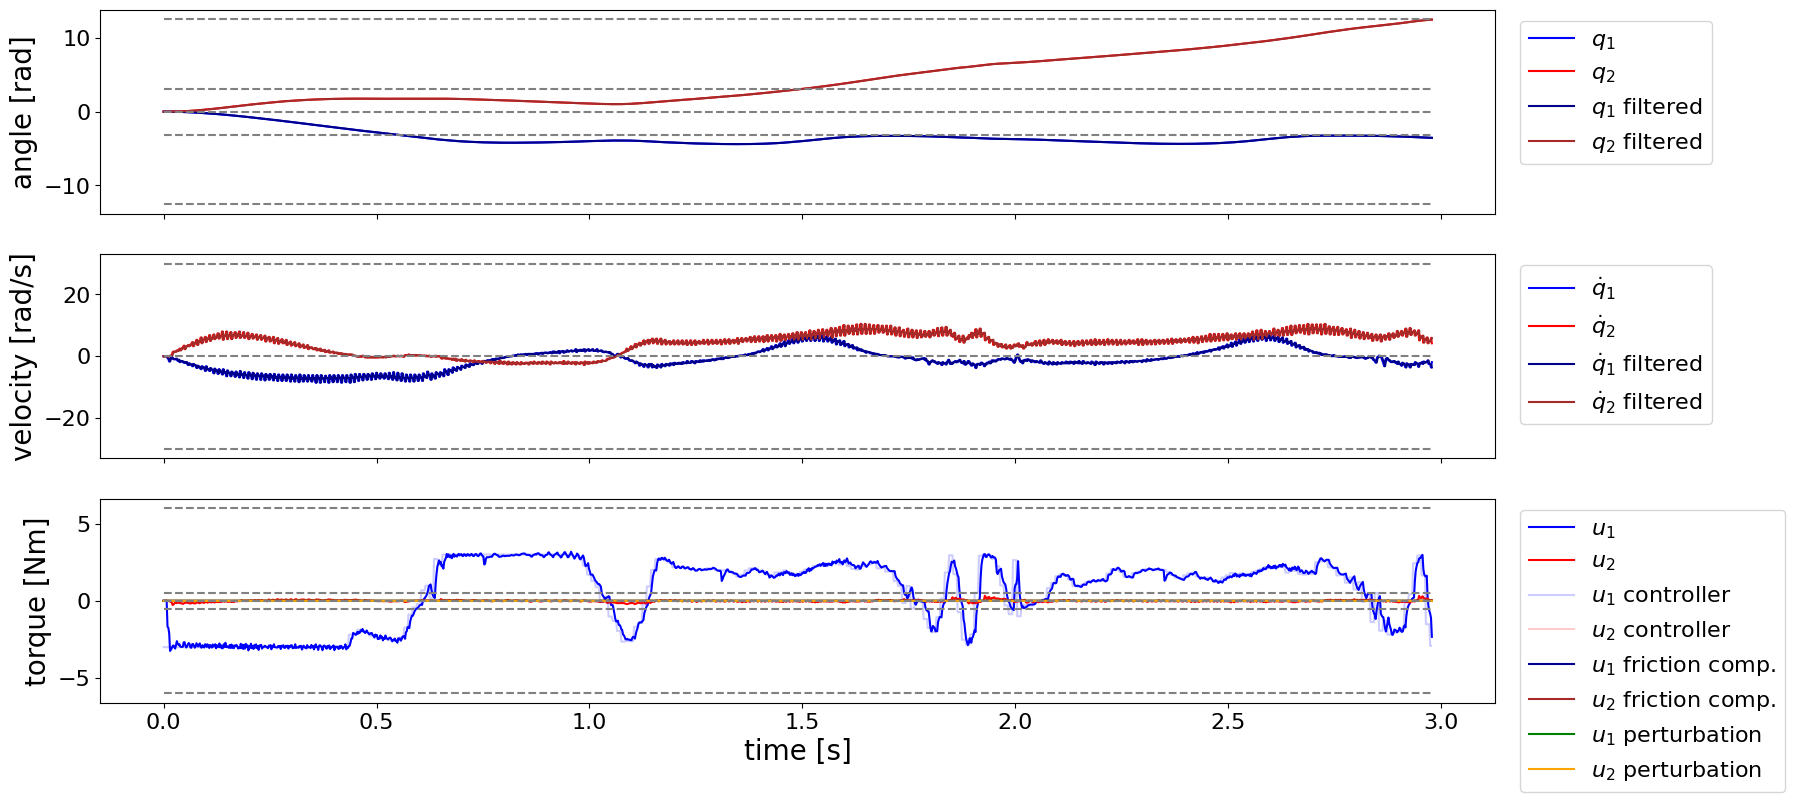 angle [rad]
10
0
−10
q₁
q₂
q₁ filtered
q₂ filtered
velocity [rad/s]
20
0
−20
q̇₁
q̇₂
q̇₁ filtered
q̇₂ filtered
torque [Nm]
5
0
−5
0.0 0.5 1.0 1.5 2.0 2.5 3.0
time [s]
u₁
u₂
u₁ controller
u₂ controller
u₁ friction comp.
u₂ friction comp.
u₁ perturbation
u₂ perturbation